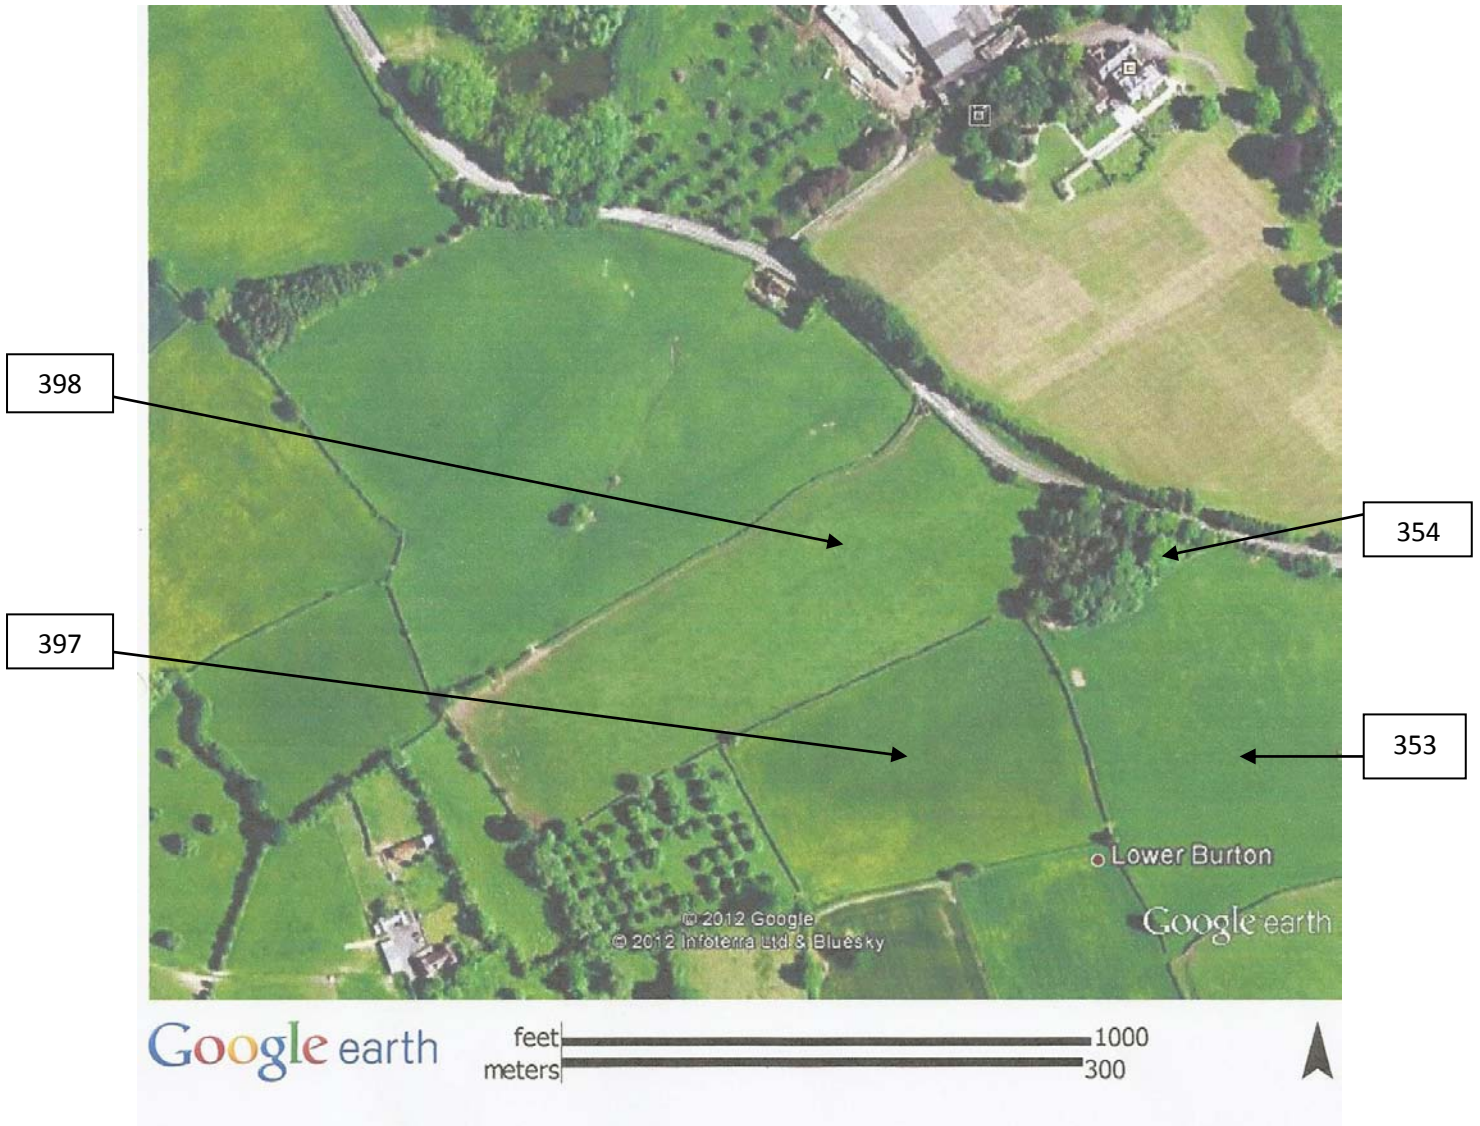 398
354
397
353
Lower Burton
© 2012 Google
© 2012 Infoterra Ltd & Bluesky
Google earth
Google earth
feet 1000
meters 300